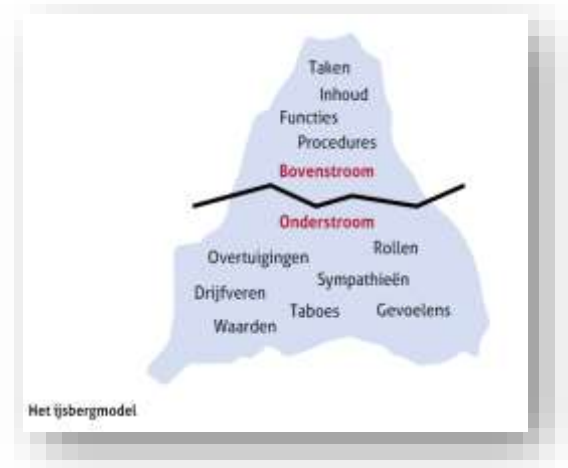 Taken
Inhoud
Functies
Procedures
Bovenstroom
Onderstroom
Rollen
Overtuigingen
Sympathieën
Drijfveren
Taboes
Gevoelens
Waarden
Het ijsbergmodel